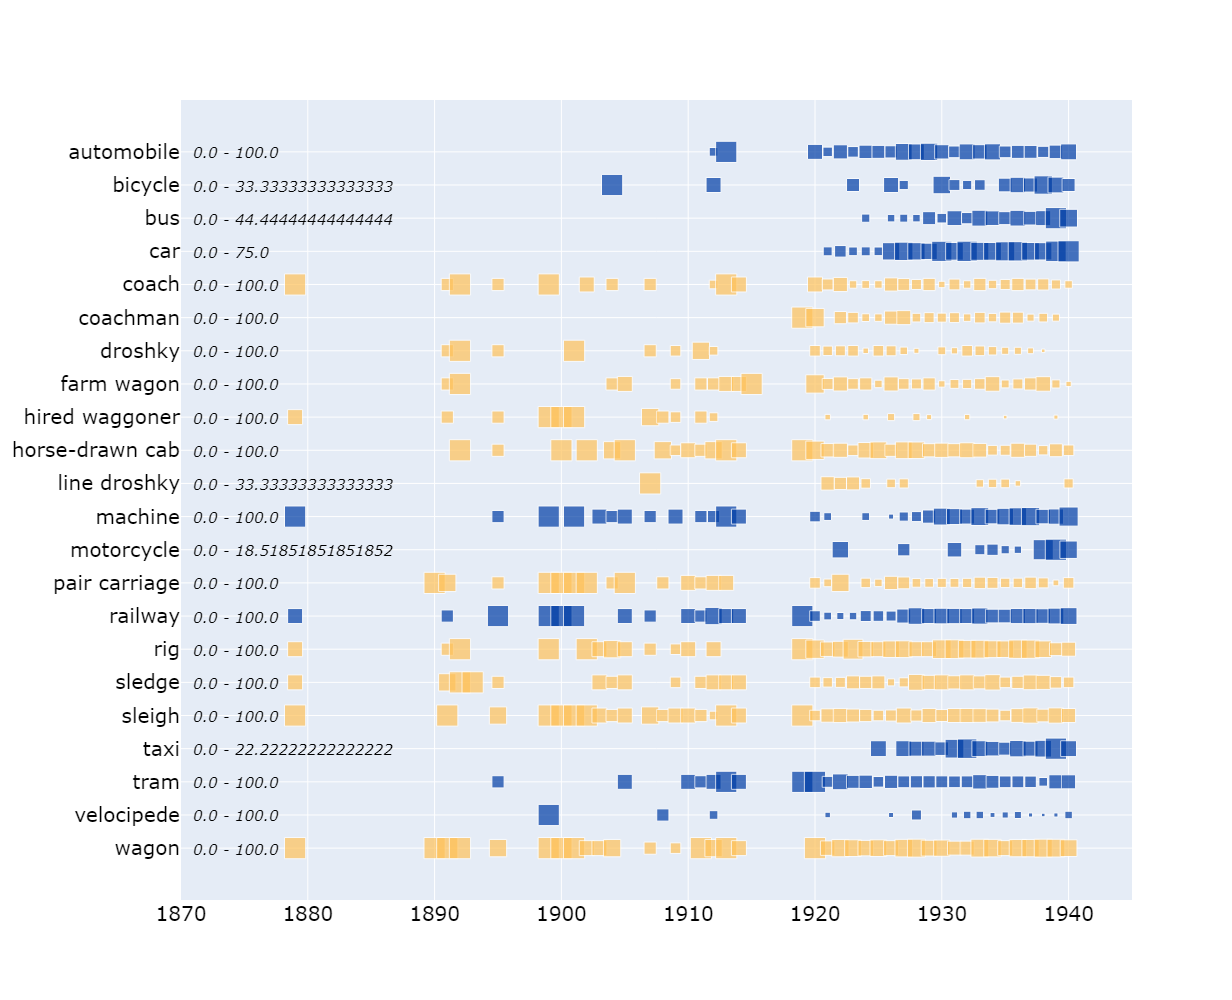 automobile 0.0 - 100.0
bicycle 0.0 - 33.33333333333333
bus 0.0 - 44.44444444444444
car 0.0 - 75.0
coach 0.0 - 100.0
coachman 0.0 - 100.0
droshky 0.0 - 100.0
farm wagon 0.0 - 100.0
hired waggoner 0.0 - 100.0
horse-drawn cab 0.0 - 100.0
line droshky 0.0 - 33.33333333333333
machine 0.0 - 100.0
motorcycle 0.0 - 18.51851851851852
pair carriage 0.0 - 100.0
railway 0.0 - 100.0
rig 0.0 - 100.0
sledge 0.0 - 100.0
sleigh 0.0 - 100.0
taxi 0.0 - 22.22222222222222
tram 0.0 - 100.0
velocipede 0.0 - 100.0
wagon 0.0 - 100.0
1870 1880 1890 1900 1910 1920 1930 1940